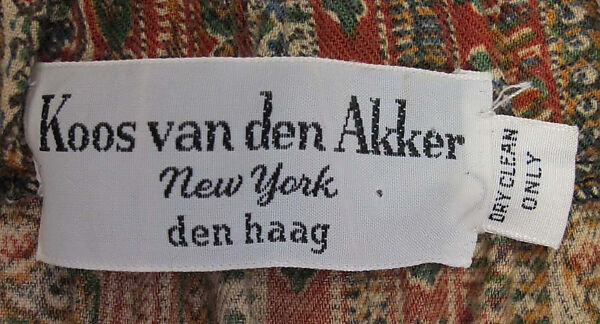 Koos van den Akker
New York
den haag
DRY CLEAN
ONLY